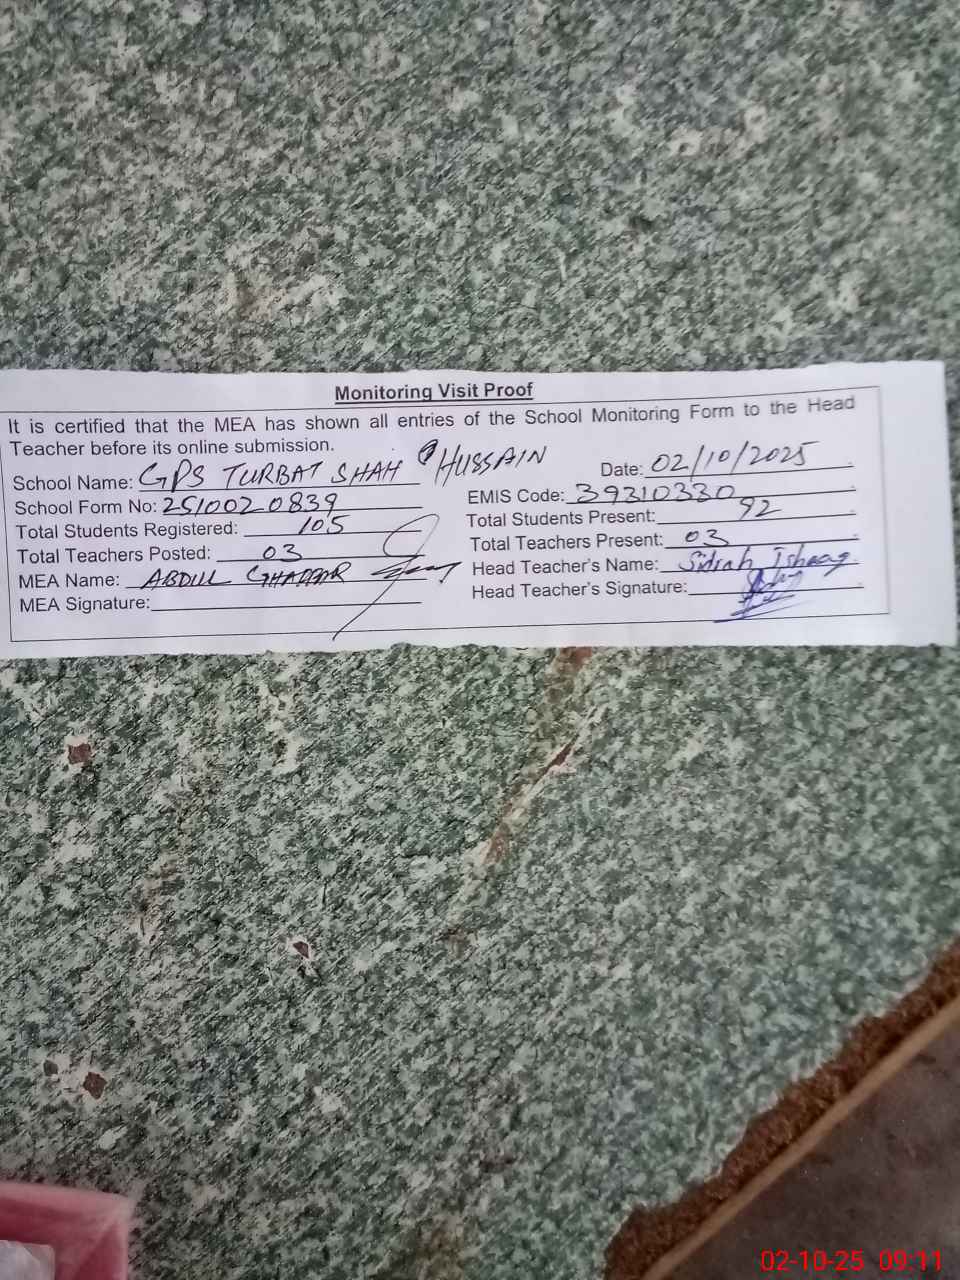 Monitoring Visit Proof
It is certified that the MEA has shown all entries of the School Monitoring Form to the Head
Teacher before its online submission.
School Name: GPS TURBAT SHAH HUSSAIN Date: 02/10/2025
School Form No: 2510020839 EMIS Code: 39310330
Total Students Registered: 105 Total Students Present: 92
Total Teachers Posted: 03 Total Teachers Present: 03
MEA Name: ABDUL GHAFFAR Head Teacher's Name: Sidrah Ishaaq
MEA Signature: Head Teacher's Signature:
02-10-25 09:11